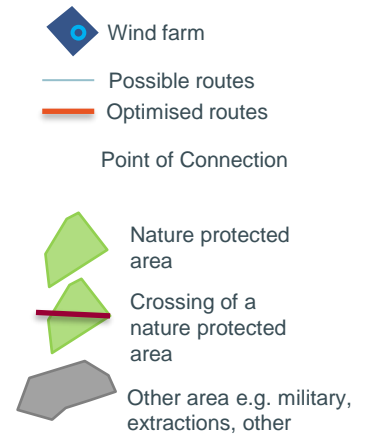 Wind farm
Possible routes
Optimised routes
Point of Connection
Nature protected
area
Crossing of a
nature protected
area
Other area e.g. military,
extractions, other